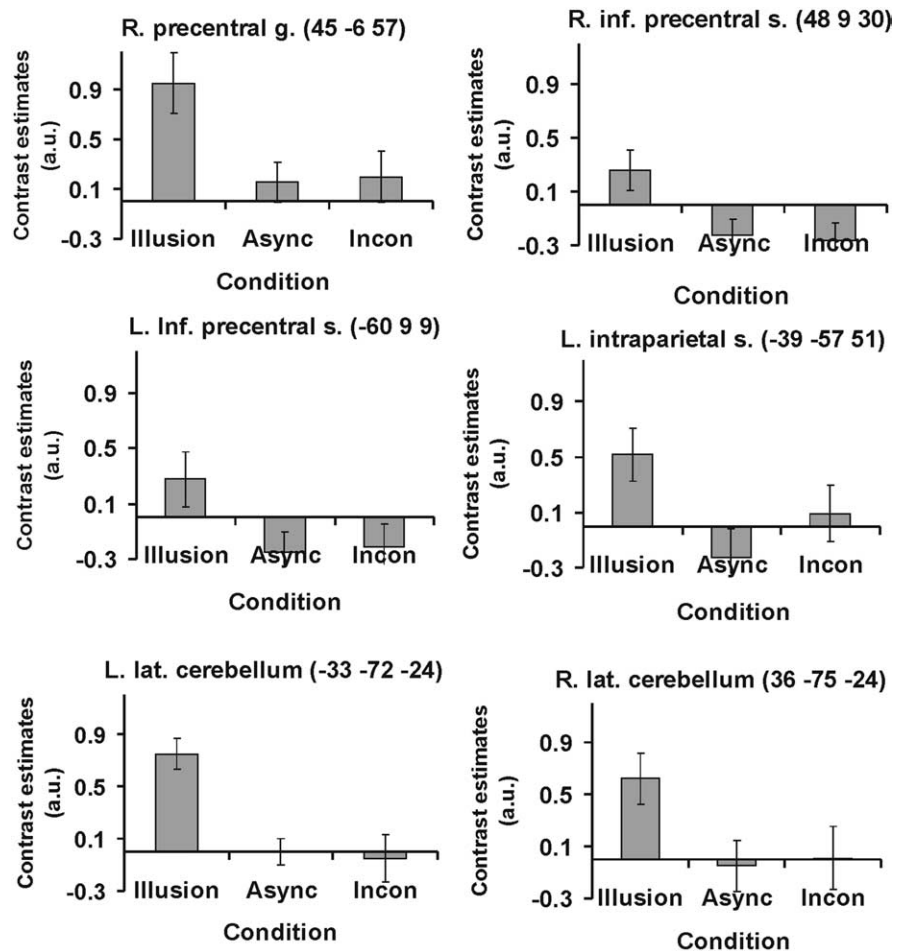 R. precentral g. (45 -6 57)
Contrast estimates
(a.u.)
0.9
0.5
0.1
-0.3
Illusion Async Incon
Condition
R. inf. precentral s. (48 9 30)
Contrast estimates
(a.u.)
0.9
0.5
0.1
-0.3
Illusion Async Incon
Condition
L. Inf. precentral s. (-60 9 9)
Contrast estimates
(a.u.)
0.9
0.5
0.1
-0.3
Illusion Async Incon
Condition
L. intraparietal s. (-39 -57 51)
Contrast estimates
(a.u.)
0.9
0.5
0.1
-0.3
Illusion Async Incon
Condition
L. lat. cerebellum (-33 -72 -24)
Contrast estimates
(a.u.)
0.9
0.5
0.1
-0.3
Illusion Async Incon
Condition
R. lat. cerebellum (36 -75 -24)
Contrast estimates
(a.u.)
0.9
0.5
0.1
-0.3
Illusion Async Incon
Condition